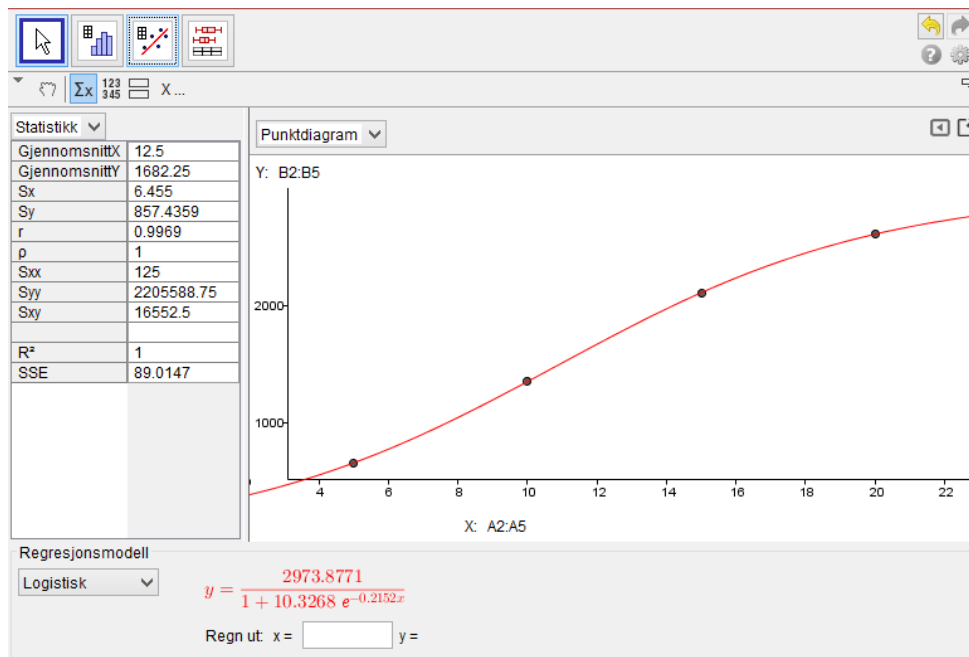 123
345
Σx
X ...
Statistikk
GjennomsnittX 12.5
GjennomsnittY 1682.25
Sx 6.455
Sy 857.4359
r 0.9969
ρ 1
Sxx 125
Syy 2205588.75
Sxy 16552.5
R² 1
SSE 89.0147
Punktdiagram
Y: B2:B5
2000
1000
4 6 8 10 12 14 16 18 20 22
X: A2:A5
Regresjonsmodell
Logistisk
y = 2973.8771 / (1 + 10.3268 e^(-0.2152x))
Regn ut: x = y =